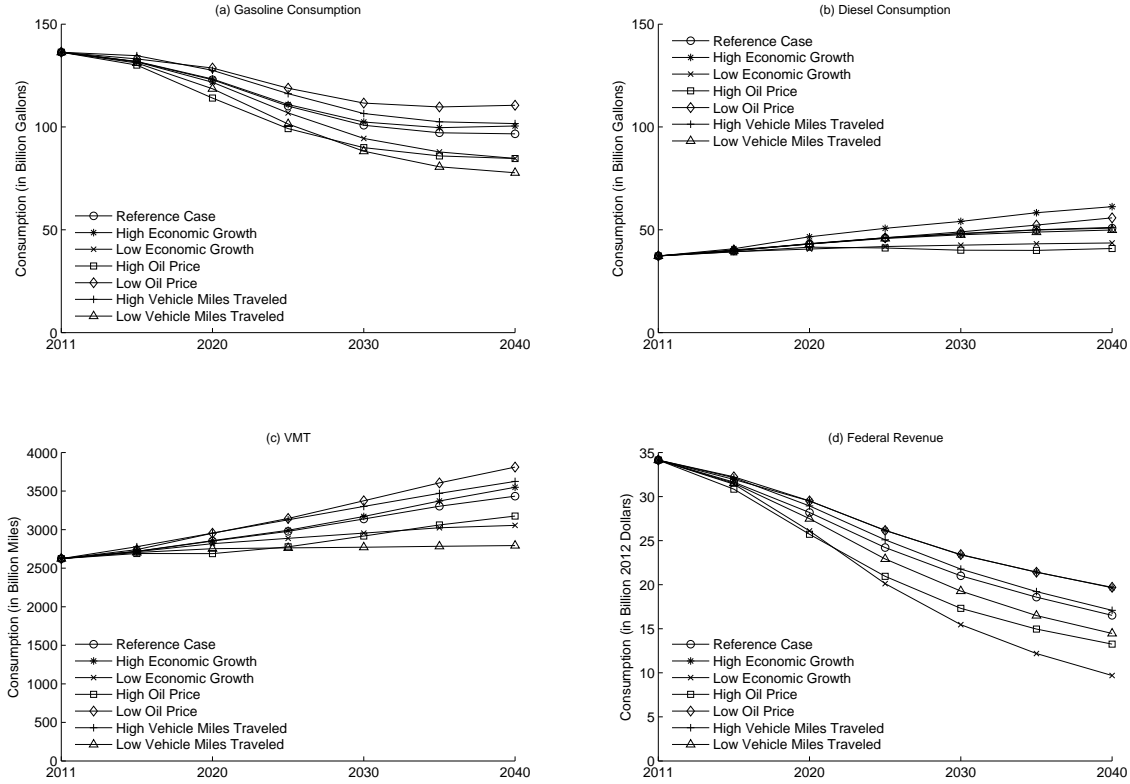 (a) Gasoline Consumption
Consumption (in Billion Gallons)
150
100
50
0
Reference Case
High Economic Growth
Low Economic Growth
High Oil Price
Low Oil Price
High Vehicle Miles Traveled
Low Vehicle Miles Traveled
2011 2020 2030 2040
(b) Diesel Consumption
Consumption (in Billion Gallons)
150
100
50
0
Reference Case
High Economic Growth
Low Economic Growth
High Oil Price
Low Oil Price
High Vehicle Miles Traveled
Low Vehicle Miles Traveled
2011 2020 2030 2040
(c) VMT
Consumption (in Billion Miles)
4000
3500
3000
2500
2000
1500
1000
500
0
Reference Case
High Economic Growth
Low Economic Growth
High Oil Price
Low Oil Price
High Vehicle Miles Traveled
Low Vehicle Miles Traveled
2011 2020 2030 2040
(d) Federal Revenue
Consumption (in Billion 2012 Dollars)
35
30
25
20
15
10
5
0
Reference Case
High Economic Growth
Low Economic Growth
High Oil Price
Low Oil Price
High Vehicle Miles Traveled
Low Vehicle Miles Traveled
2011 2020 2030 2040